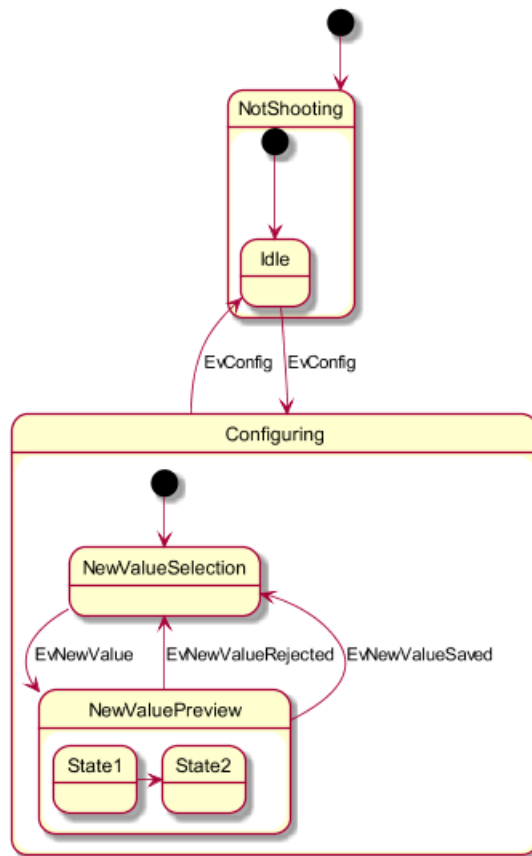 NotShooting
Idle
EvConfig EvConfig
Configuring
NewValueSelection
EvNewValue EvNewValueRejected EvNewValueSaved
NewValuePreview
State1 State2